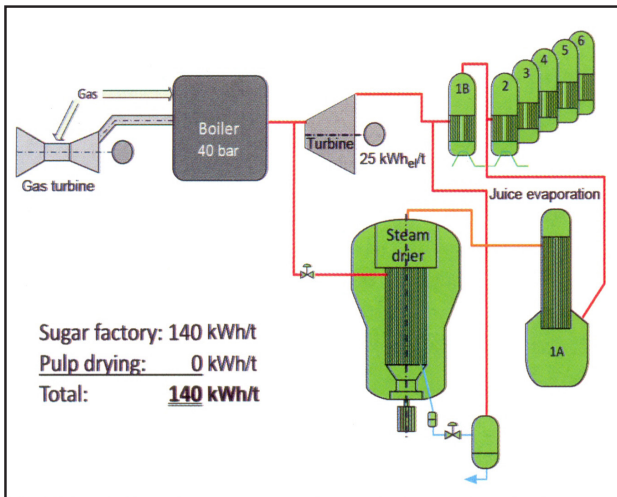 Gas
Boiler
40 bar
Gas turbine
Turbine
25 kWhel/t
1B
2
3
4
5
6
Juice evaporation
Steam
drier
1A
Sugar factory: 140 kWh/t
Pulp drying: 0 kWh/t
Total: 140 kWh/t